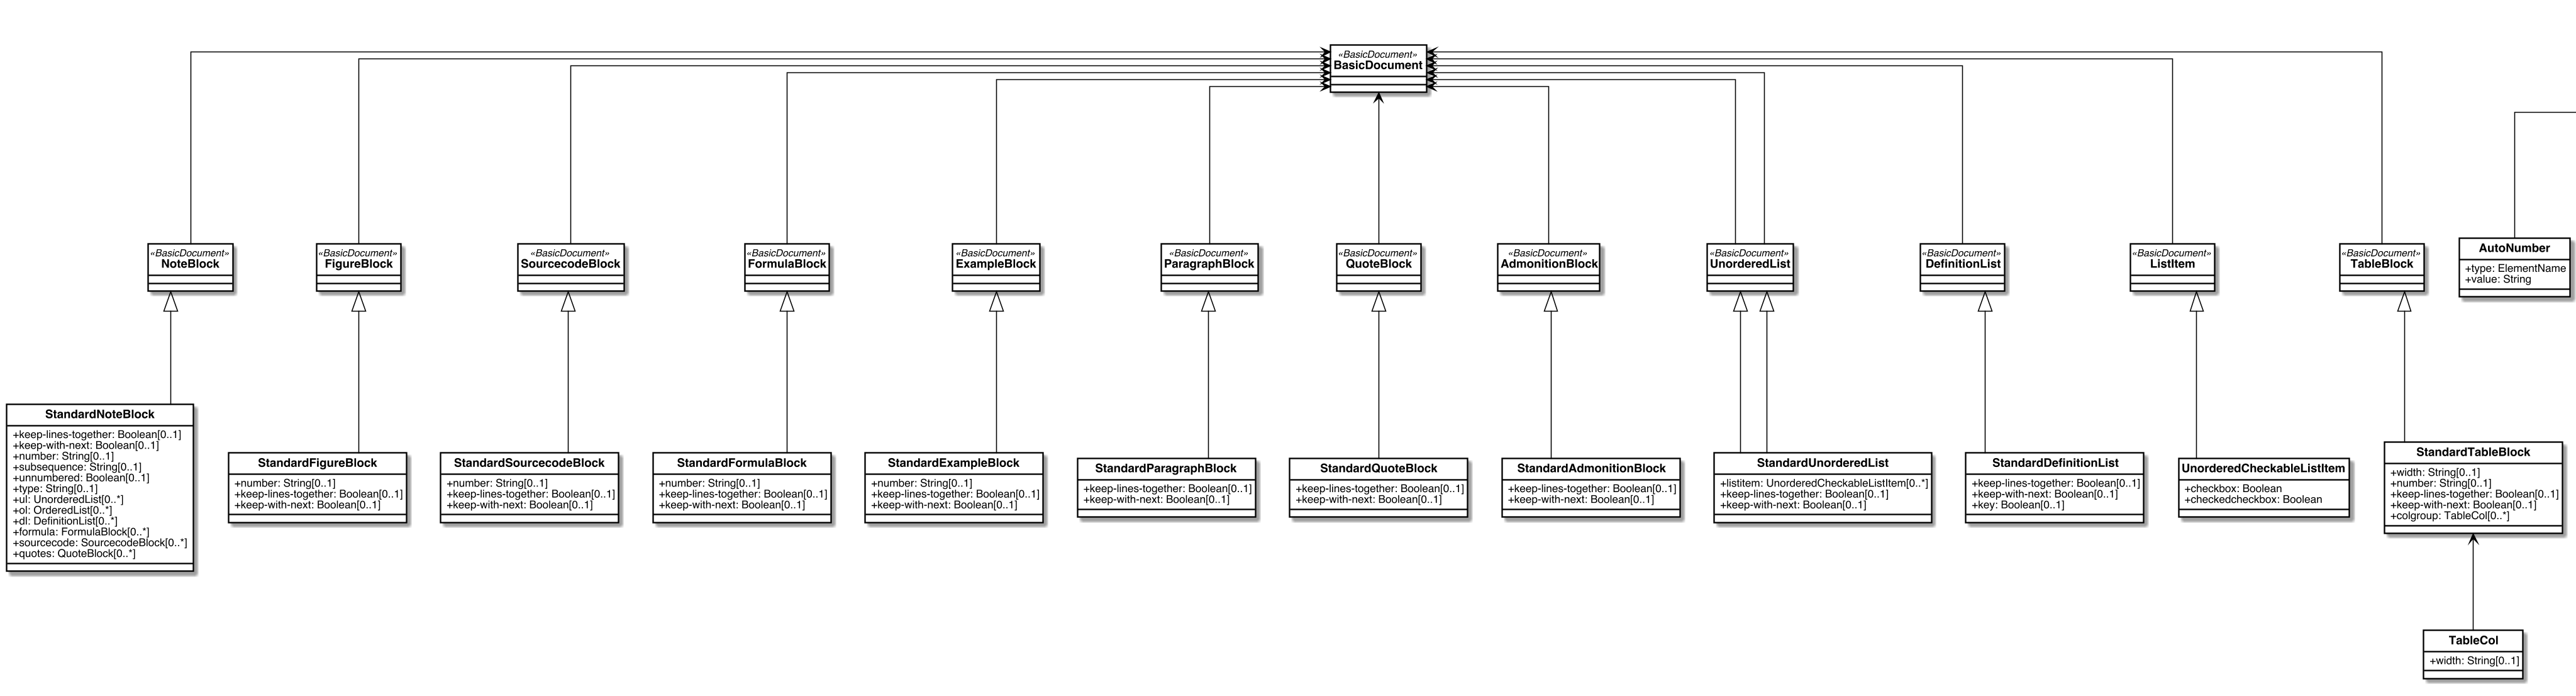 «BasicDocument»
BasicDocument
«BasicDocument»
NoteBlock
«BasicDocument»
FigureBlock
«BasicDocument»
SourcecodeBlock
«BasicDocument»
FormulaBlock
«BasicDocument»
ExampleBlock
«BasicDocument»
ParagraphBlock
«BasicDocument»
QuoteBlock
«BasicDocument»
AdmonitionBlock
«BasicDocument»
UnorderedList
«BasicDocument»
DefinitionList
«BasicDocument»
ListItem
«BasicDocument»
TableBlock
AutoNumber
+type: ElementName
+value: String
StandardNoteBlock
+keep-lines-together: Boolean[0..1]
+keep-with-next: Boolean[0..1]
+number: String[0..1]
+subsequence: String[0..1]
+unnumbered: Boolean[0..1]
+type: String[0..1]
+ul: UnorderedList[0..*]
+ol: OrderedList[0..*]
+dl: DefinitionList[0..*]
+formula: FormulaBlock[0..*]
+sourcecode: SourcecodeBlock[0..*]
+quotes: QuoteBlock[0..*]
StandardFigureBlock
+number: String[0..1]
+keep-lines-together: Boolean[0..1]
+keep-with-next: Boolean[0..1]
StandardSourcecodeBlock
+number: String[0..1]
+keep-lines-together: Boolean[0..1]
+keep-with-next: Boolean[0..1]
StandardFormulaBlock
+number: String[0..1]
+keep-lines-together: Boolean[0..1]
+keep-with-next: Boolean[0..1]
StandardExampleBlock
+number: String[0..1]
+keep-lines-together: Boolean[0..1]
+keep-with-next: Boolean[0..1]
StandardParagraphBlock
+keep-lines-together: Boolean[0..1]
+keep-with-next: Boolean[0..1]
StandardQuoteBlock
+keep-lines-together: Boolean[0..1]
+keep-with-next: Boolean[0..1]
StandardAdmonitionBlock
+keep-lines-together: Boolean[0..1]
+keep-with-next: Boolean[0..1]
StandardUnorderedList
+listitem: UnorderedCheckableListItem[0..*]
+keep-lines-together: Boolean[0..1]
+keep-with-next: Boolean[0..1]
StandardDefinitionList
+keep-lines-together: Boolean[0..1]
+keep-with-next: Boolean[0..1]
+key: Boolean[0..1]
UnorderedCheckableListItem
+checkbox: Boolean
+checkedcheckbox: Boolean
StandardTableBlock
+width: String[0..1]
+number: String[0..1]
+keep-lines-together: Boolean[0..1]
+keep-with-next: Boolean[0..1]
+colgroup: TableCol[0..*]
TableCol
+width: String[0..1]